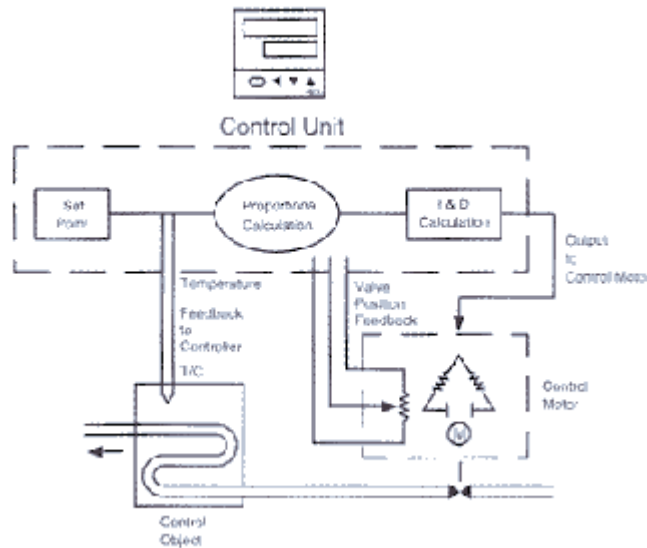 Control Unit
Set
Point
Proportional
Calculation
I & D
Calculation
Output
to
Control Motor
Temperature
Feedback
to
Controller
T/C
Valve
Position
Feedback
Control
Motor
M
Control
Object